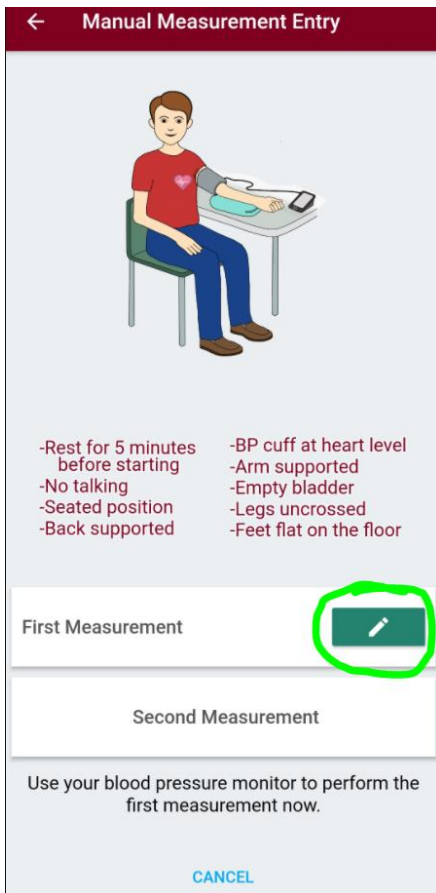 Manual Measurement Entry
-Rest for 5 minutes
before starting
-No talking
-Seated position
-Back supported
-BP cuff at heart level
-Arm supported
-Empty bladder
-Legs uncrossed
-Feet flat on the floor
First Measurement
Second Measurement
Use your blood pressure monitor to perform the
first measurement now.
CANCEL